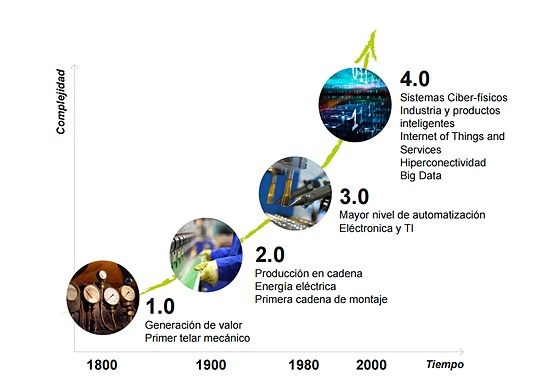 Complejidad
4.0
Sistemas Ciber-físicos
Industria y productos
inteligentes
Internet of Things and
Services
Hiperconectividad
Big Data
3.0
Mayor nivel de automatización
Eléctronica y TI
2.0
Producción en cadena
Energía eléctrica
Primera cadena de montaje
1.0
Generación de valor
Primer telar mecánico
1800
1900
1980
2000
Tiempo